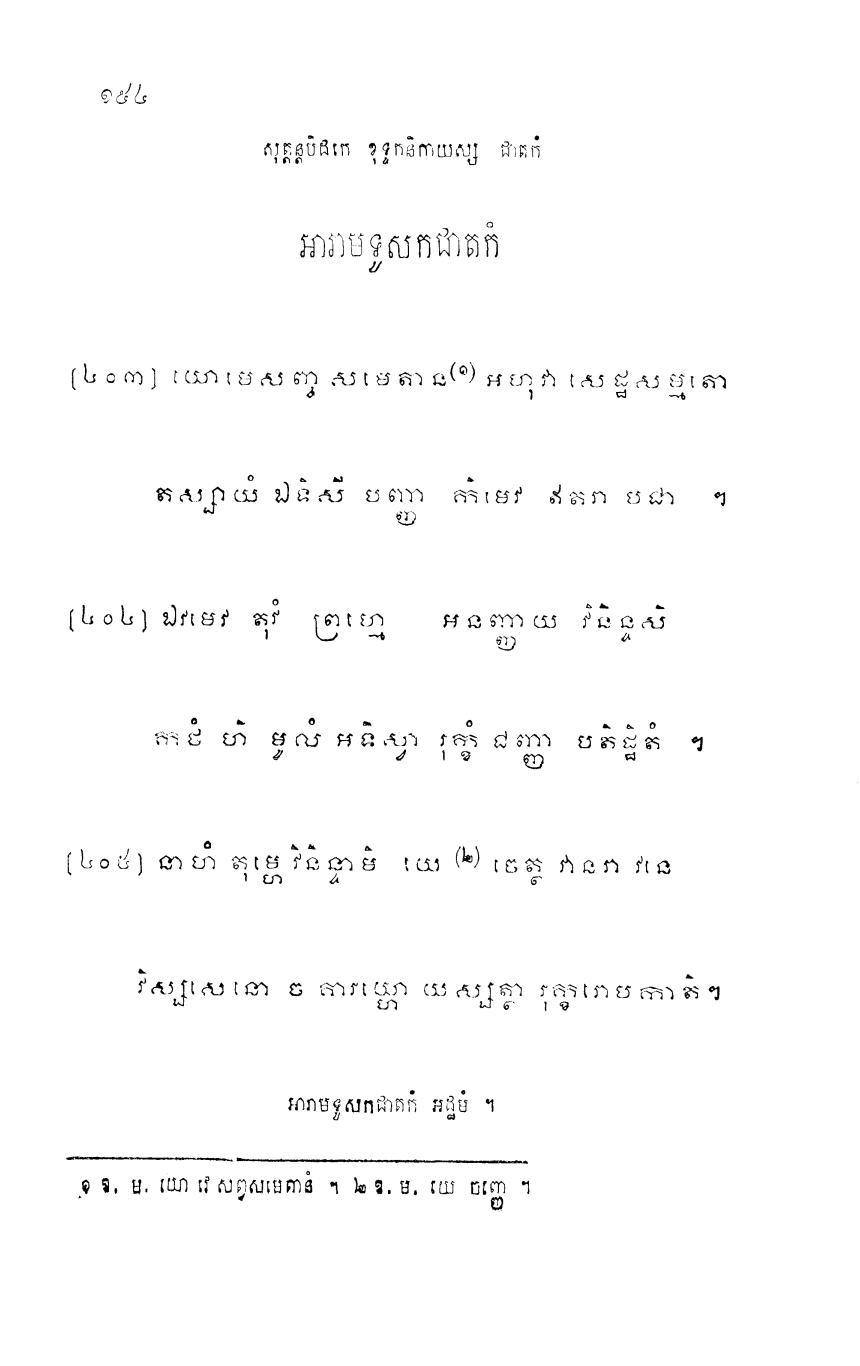 ១៥៤
សុត្តន្តបិដកេ ខុទ្ទកនិកាយស្ស ជាតកំ
អារាមទូសកជាតកំ
[៤០៣] យោមេសញ្ច សមេតាន(១) អហុវា សេដ្ឋសម្មតោ
តស្សាយំ ឯទិសី បញ្ញា កិមេវ ឥតរា បជា ។
[៤០៤] ឯវមេវ តុវំ ព្រហ្មេ អនញ្ញាយ វិនិន្ទសិ
កថំ ហិ មូលំ អទិស្វា រុក្ខំ ជញ្ញា បតិដ្ឋិតំ ។
[៤០៥] នាហំ តុម្ហេ វិនិន្ទាមិ យេ (២) ចេត្ថ វានរា វនេ
វិស្សសេនោ ច គារយ្ហោ យស្សត្ថា រុក្ខរោបកាតិ។
អារាមទូសកជាតកំ អដ្ឋមំ ។
១ ឱ. ម. យោ វេ សព្វសមេតានំ ។ ២ ឱ. ម. យេ ចញ្ញេ ។